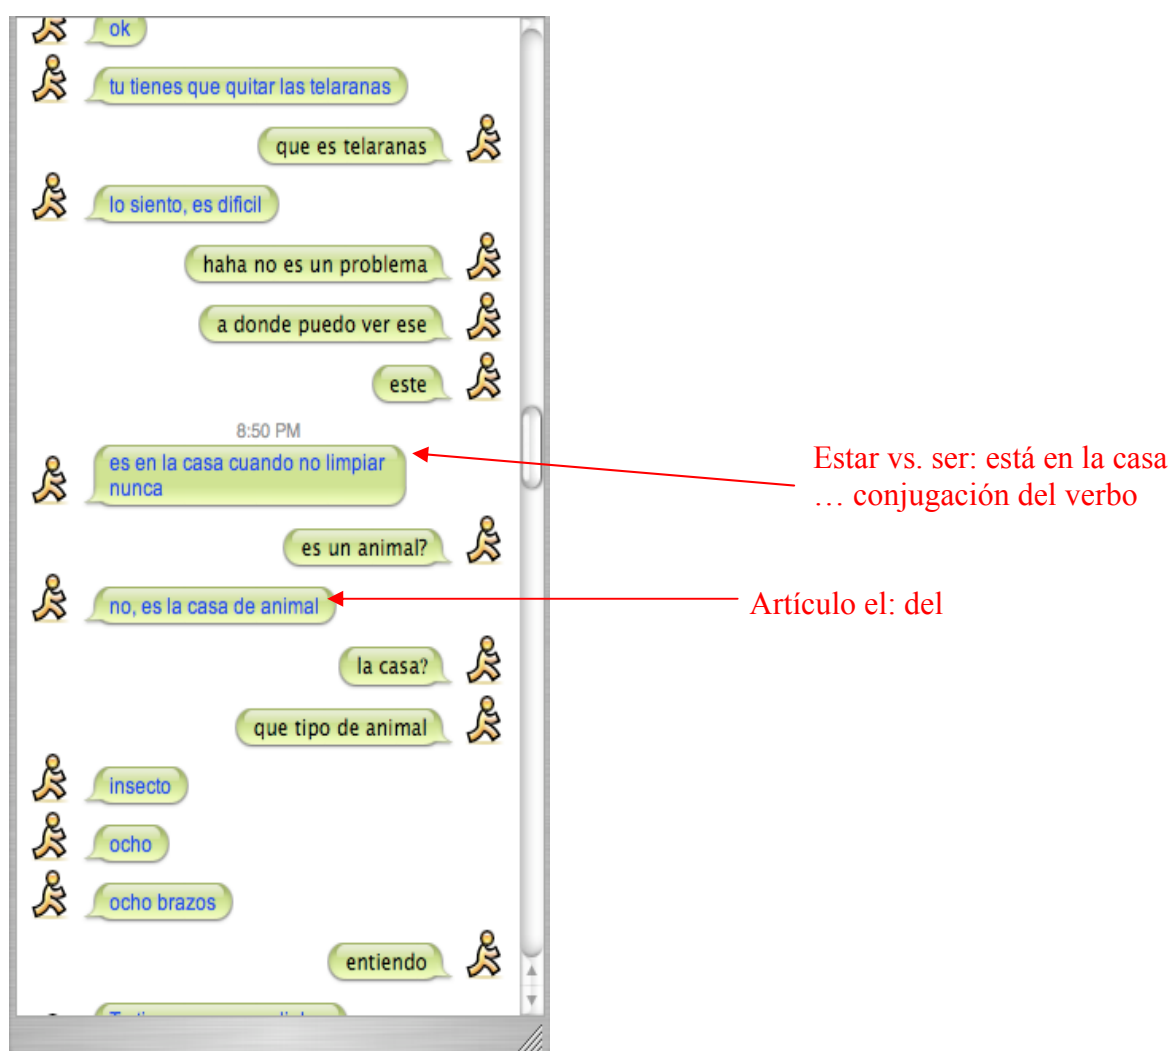 ok
tu tienes que quitar las telaranas
que es telaranas
lo siento, es dificil
haha no es un problema
a donde puedo ver ese
este
8:50 PM
es en la casa cuando no limpiar
nunca
Estar vs. ser: está en la casa
… conjugación del verbo
es un animal?
no, es la casa de animal
Artículo el: del
la casa?
que tipo de animal
insecto
ocho
ocho brazos
entiendo